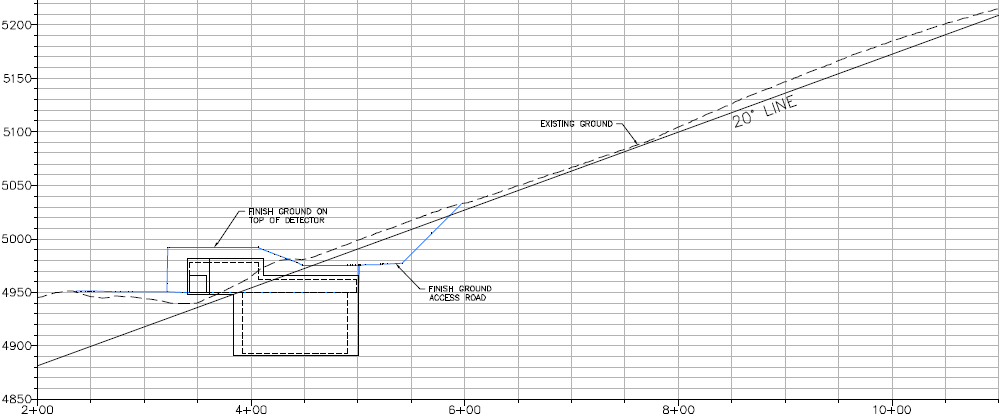 5200
5150
5100
5050
5000
4950
4900
4850
EXISTING GROUND
20° LINE
FINISH GROUND ON
TOP OF DETECTOR
FINISH GROUND
ACCESS ROAD
2+00
4+00
6+00
8+00
10+00